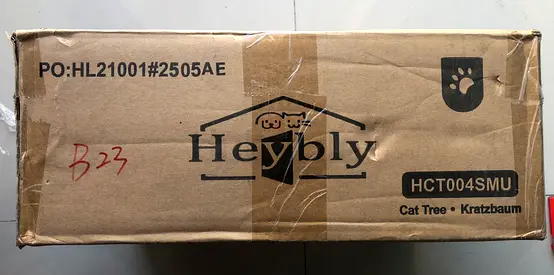 PO:HL21001#2505AE
B23
Heybly
HCT004SMU
Cat Tree • Kratzbaum